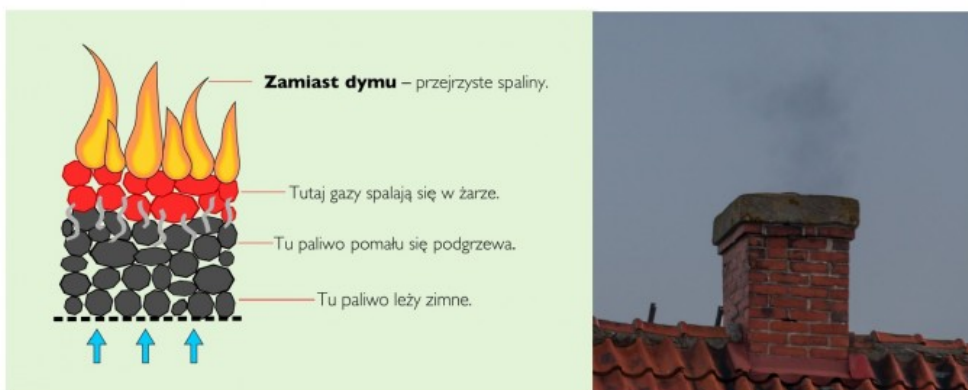 Zamiast dymu – przejrzyste spaliny.
Tutaj gazy spalają się w żarze.
Tu paliwo pomału się podgrzewa.
Tu paliwo leży zimne.